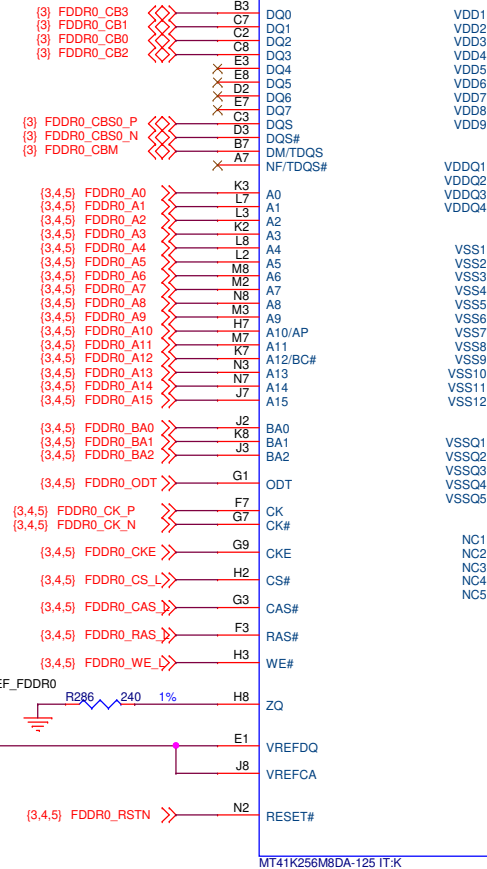 {3} FDDR0_CB3 B3 DQ0 VDD1
{3} FDDR0_CB1 C7 DQ1 VDD2
{3} FDDR0_CB0 C2 DQ2 VDD3
{3} FDDR0_CB2 C8 DQ3 VDD4
E3 DQ4 VDD5
E8 DQ5 VDD6
D2 DQ6 VDD7
E7 DQ7 VDD8
{3} FDDR0_CBS0_P C3 DQS VDD9
{3} FDDR0_CBS0_N D3 DQS#
{3} FDDR0_CBM B7 DM/TDQS
A7 NF/TDQS# VDDQ1
VDDQ2
{3,4,5} FDDR0_A0 K3 A0 VDDQ3
{3,4,5} FDDR0_A1 L7 A1 VDDQ4
{3,4,5} FDDR0_A2 L3 A2
{3,4,5} FDDR0_A3 K2 A3
{3,4,5} FDDR0_A4 L8 A4 VSS1
{3,4,5} FDDR0_A5 L2 A5 VSS2
{3,4,5} FDDR0_A6 M8 A6 VSS3
{3,4,5} FDDR0_A7 M2 A7 VSS4
{3,4,5} FDDR0_A8 N8 A8 VSS5
{3,4,5} FDDR0_A9 M3 A9 VSS6
{3,4,5} FDDR0_A10 H7 A10/AP VSS7
{3,4,5} FDDR0_A11 M7 A11 VSS8
{3,4,5} FDDR0_A12 K7 A12/BC# VSS9
{3,4,5} FDDR0_A13 N3 A13 VSS10
{3,4,5} FDDR0_A14 N7 A14 VSS11
{3,4,5} FDDR0_A15 J7 A15 VSS12
{3,4,5} FDDR0_BA0 J2 BA0
{3,4,5} FDDR0_BA1 K8 BA1 VSSQ1
{3,4,5} FDDR0_BA2 J3 BA2 VSSQ2
VSSQ3
{3,4,5} FDDR0_ODT G1 ODT VSSQ4
VSSQ5
{3,4,5} FDDR0_CK_P F7 CK
{3,4,5} FDDR0_CK_N G7 CK#
NC1
{3,4,5} FDDR0_CKE G9 CKE NC2
NC3
{3,4,5} FDDR0_CS_L H2 CS# NC4
NC5
{3,4,5} FDDR0_CAS_L G3 CAS#
{3,4,5} FDDR0_RAS_L F3 RAS#
{3,4,5} FDDR0_WE_L H3 WE#
EF_FDDR0
R286 240 1% H8 ZQ
E1 VREFDQ
J8 VREFCA
{3,4,5} FDDR0_RSTN N2 RESET#
MT41K256M8DA-125 IT:K